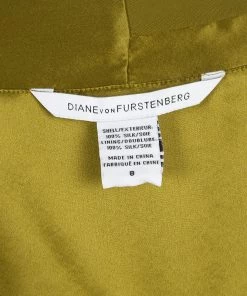 DIANE VON FURSTENBERG
SHELL/EXTERIEUR:
100% SILK/SOIE
LINING/DOUBLURE:
100% SILK/SOIE
MADE IN CHINA
FABRIQUE EN CHINE
8